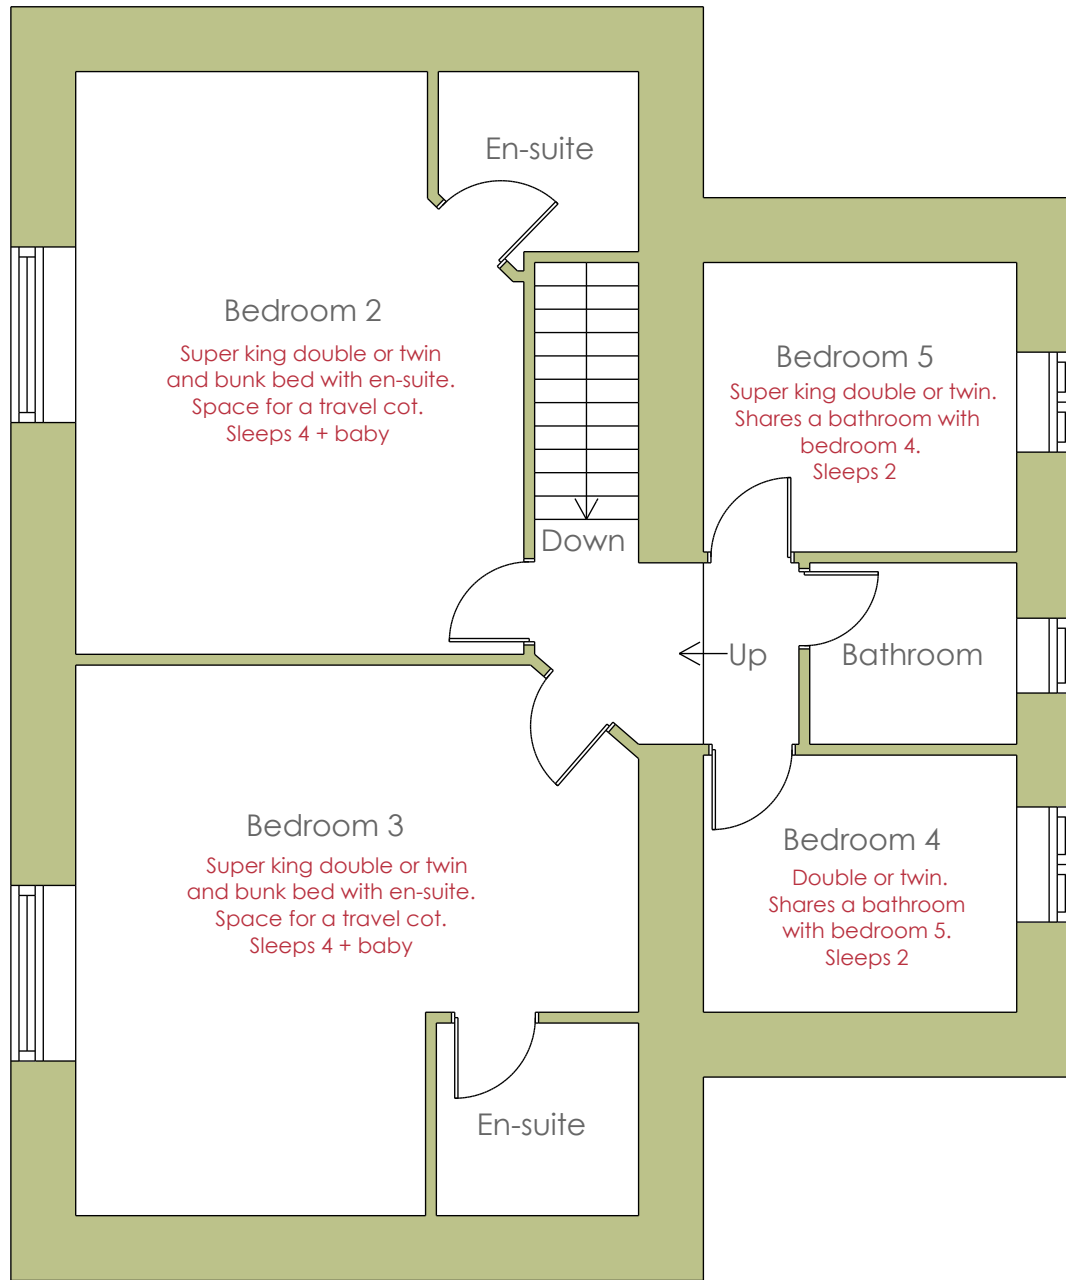 En-suite
Bedroom 2
Super king double or twin
and bunk bed with en-suite.
Space for a travel cot.
Sleeps 4 + baby
Bedroom 5
Super king double or twin.
Shares a bathroom with
bedroom 4.
Sleeps 2
Down
Up
Bathroom
Bedroom 3
Super king double or twin
and bunk bed with en-suite.
Space for a travel cot.
Sleeps 4 + baby
Bedroom 4
Double or twin.
Shares a bathroom
with bedroom 5.
Sleeps 2
En-suite